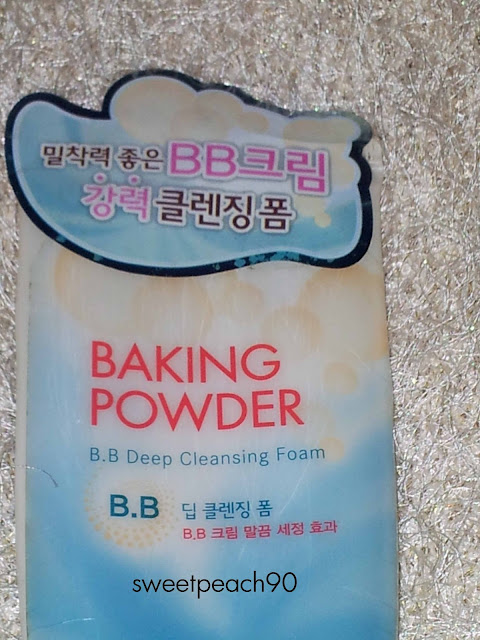 밀착력 좋은 BB크림
강력 클렌징 폼
BAKING
POWDER
B.B Deep Cleansing Foam
B.B 딥 클렌징 폼
B.B 크림 말끔 세정 효과
sweetpeach90